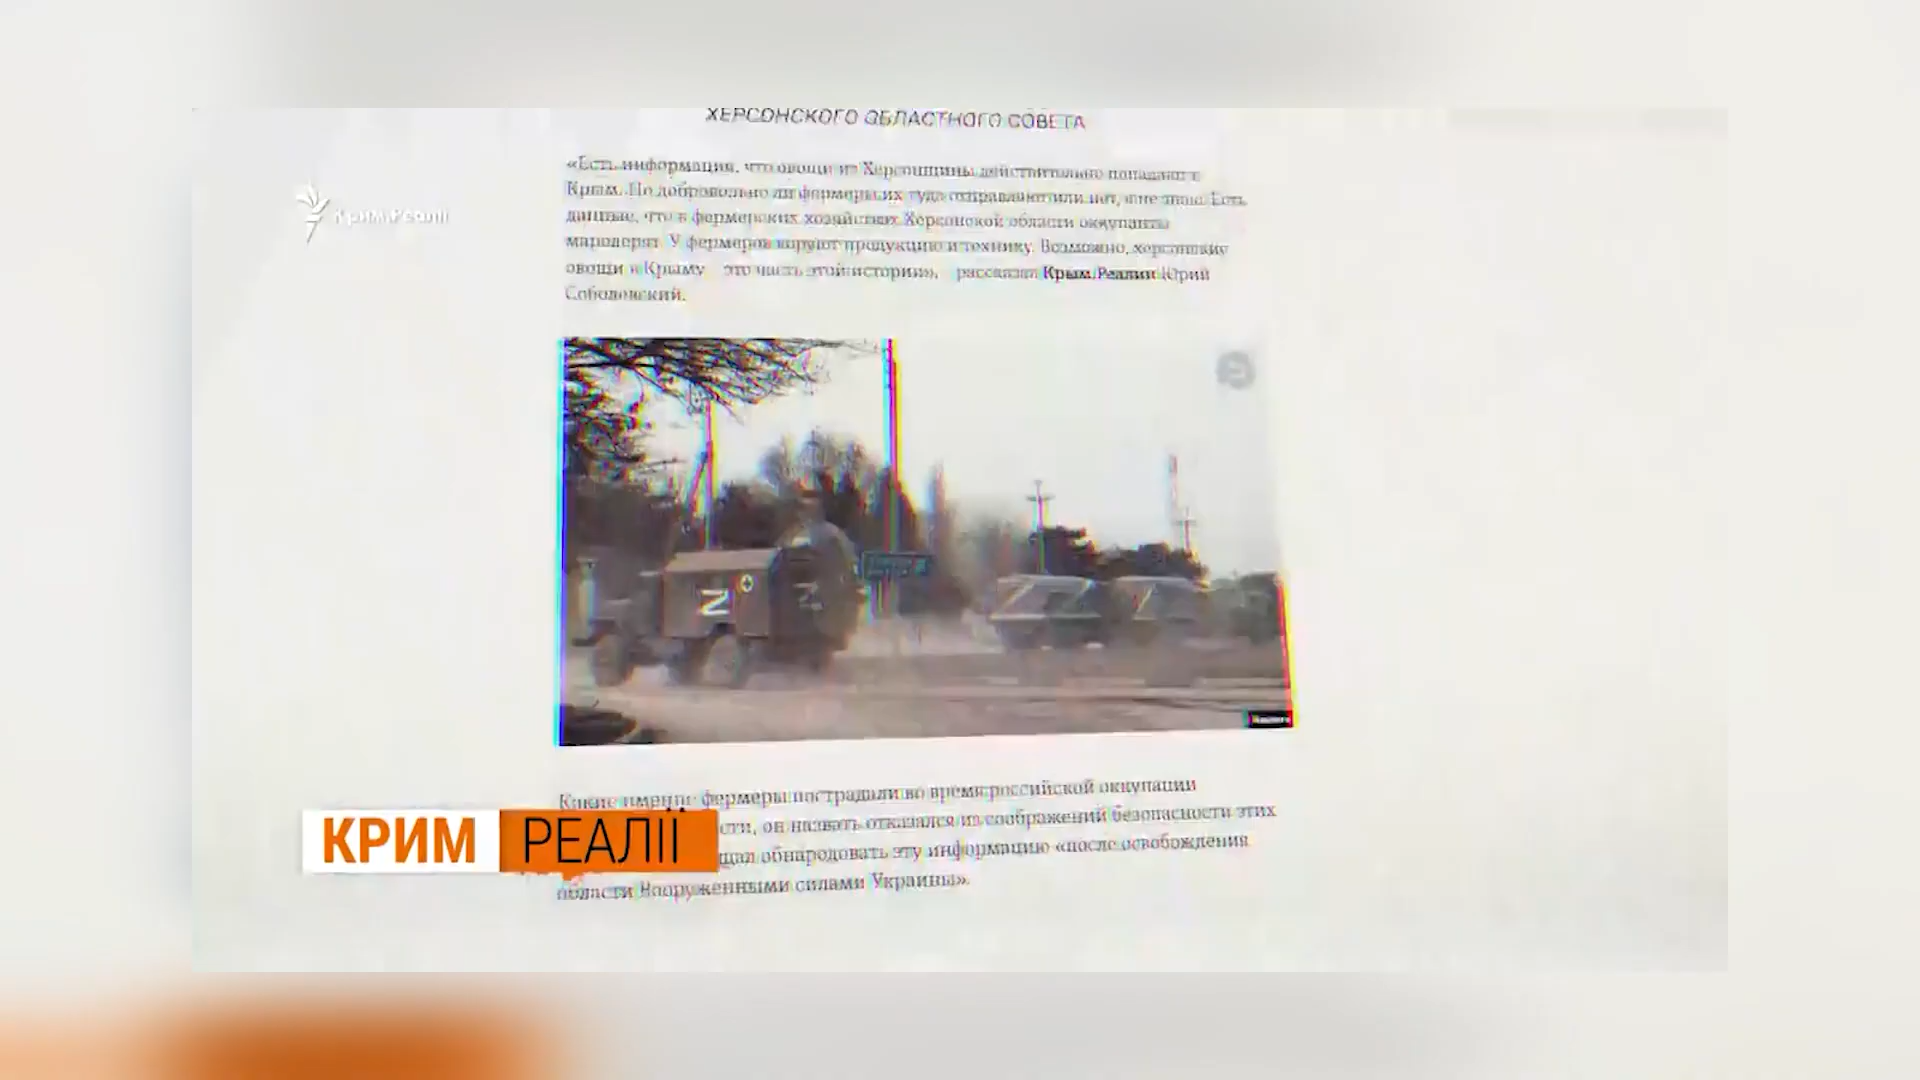 ХЕРСОНСКОГО ОБЛАСТНОГО СОВЕТА
«Есть информация, что овощи из Херсонщины действительно попадают в
Крым. Но добровольно ли фермеры их туда отправляют или нет, я не знаю. Есть
данные, что в фермерских хозяйствах Херсонской области оккупанты
мародерят. У фермеров воруют продукцию и технику. Возможно, херсонские
овощи в Крыму – это часть этой истории», – рассказал Крым.Реалии Юрий
Соболевский.
Крим.Реалії
Z
Какие именно фермеры пострадали во время российской оккупации
сти, он назвать отказался из соображений безопасности этих
щал обнародовать эту информацию «после освобождения
области Вооруженными силами Украины».
КРИМ РЕАЛІЇ